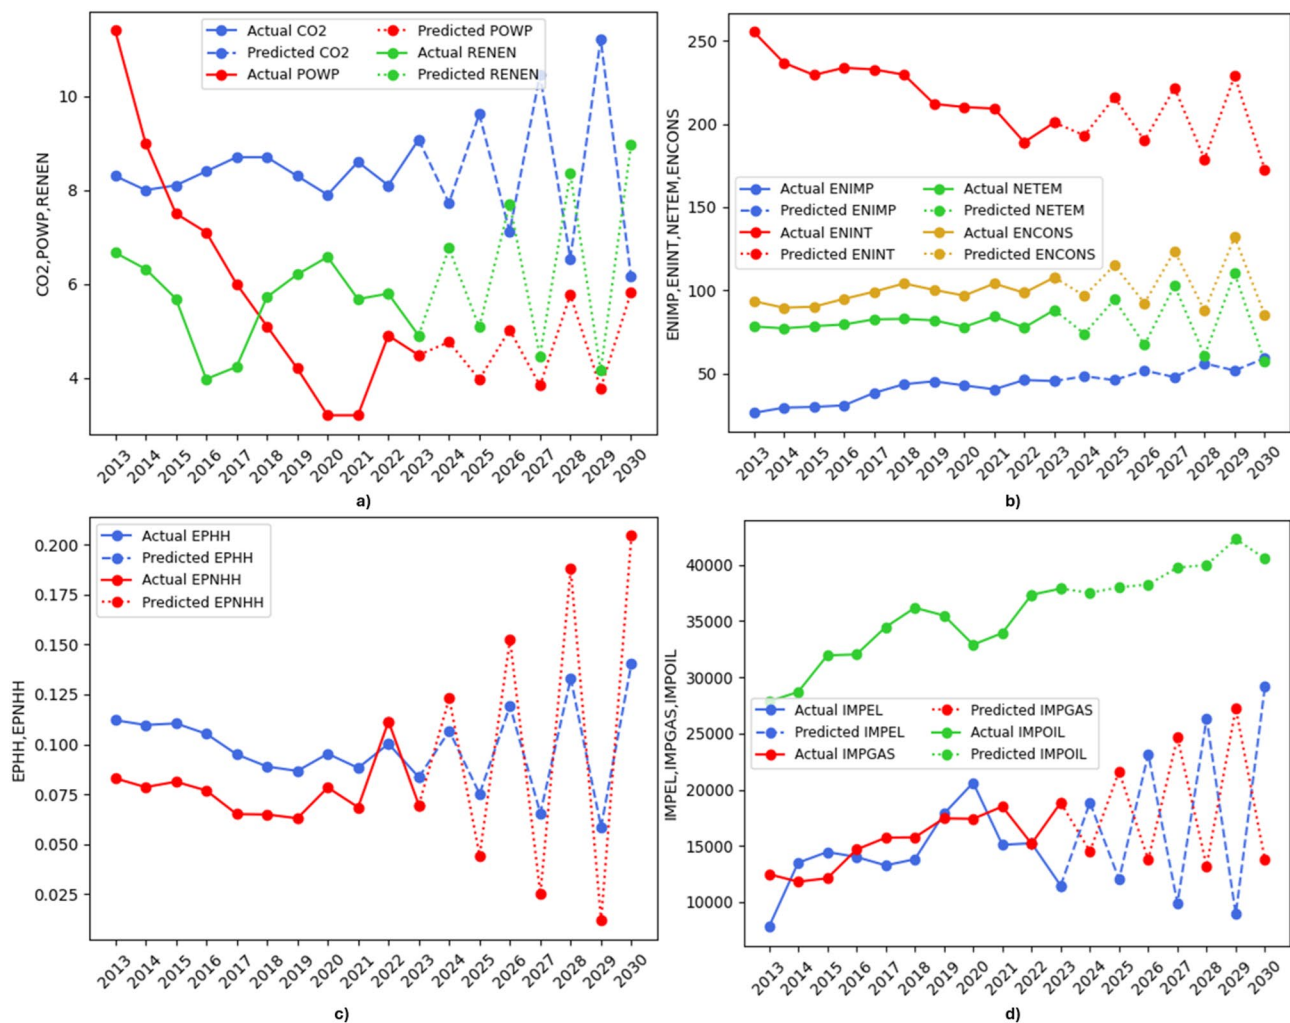 Actual CO2
Predicted CO2
Actual POWP
Predicted POWP
Actual RENEN
Predicted RENEN
CO2,POWP,RENEN
10
8
6
4
2013 2014 2015 2016 2017 2018 2019 2020 2021 2022 2023 2024 2025 2026 2027 2028 2029 2030
a)
Actual ENIMP
Predicted ENIMP
Actual ENINT
Predicted ENINT
Actual NETEM
Predicted NETEM
Actual ENCONS
Predicted ENCONS
ENIMP,ENINT,NETEM,ENCONS
250
200
150
100
50
2013 2014 2015 2016 2017 2018 2019 2020 2021 2022 2023 2024 2025 2026 2027 2028 2029 2030
b)
Actual EPHH
Predicted EPHH
Actual EPNHH
Predicted EPNHH
EPHH,EPNHH
0.200
0.175
0.150
0.125
0.100
0.075
0.050
0.025
2013 2014 2015 2016 2017 2018 2019 2020 2021 2022 2023 2024 2025 2026 2027 2028 2029 2030
c)
Actual IMPEL
Predicted IMPEL
Actual IMPGAS
Predicted IMPGAS
Actual IMPOIL
Predicted IMPOIL
IMPEL,IMPGAS,IMPOIL
40000
35000
30000
25000
20000
15000
10000
2013 2014 2015 2016 2017 2018 2019 2020 2021 2022 2023 2024 2025 2026 2027 2028 2029 2030
d)